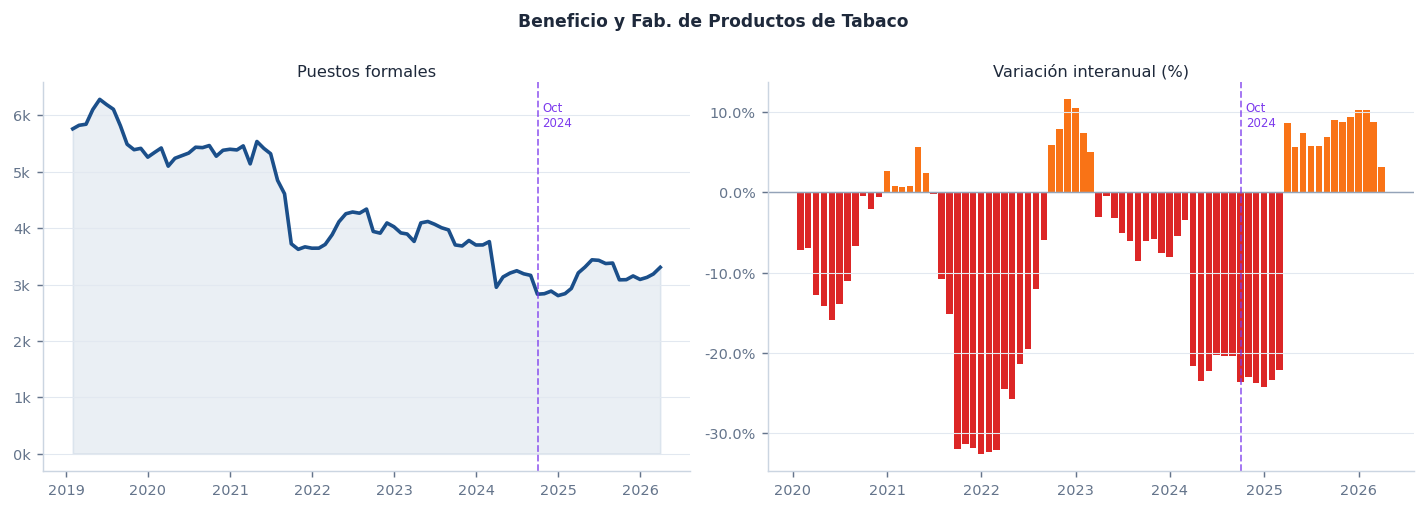 Beneficio y Fab. de Productos de Tabaco
Puestos formales
6k
5k
4k
3k
2k
1k
0k
Oct
2024
2019 2020 2021 2022 2023 2024 2025 2026
Variación interanual (%)
10.0%
0.0%
-10.0%
-20.0%
-30.0%
Oct
2024
2020 2021 2022 2023 2024 2025 2026